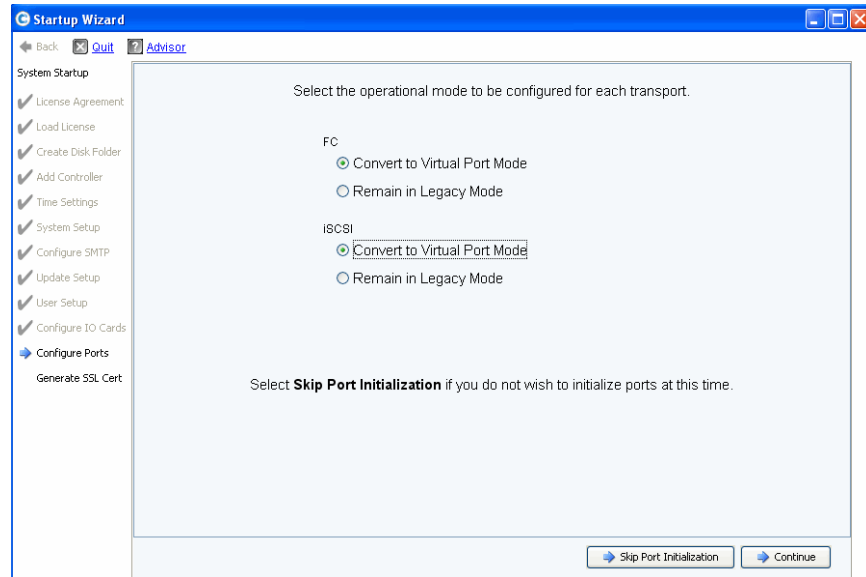 Startup Wizard
Back Quit ? Advisor
System Startup
License Agreement
Load License
Create Disk Folder
Add Controller
Time Settings
System Setup
Configure SMTP
Update Setup
User Setup
Configure IO Cards
Configure Ports
Generate SSL Cert
Select the operational mode to be configured for each transport.
FC
Convert to Virtual Port Mode
Remain in Legacy Mode
iSCSI
Convert to Virtual Port Mode
Remain in Legacy Mode
Select Skip Port Initialization if you do not wish to initialize ports at this time.
Skip Port Initialization Continue